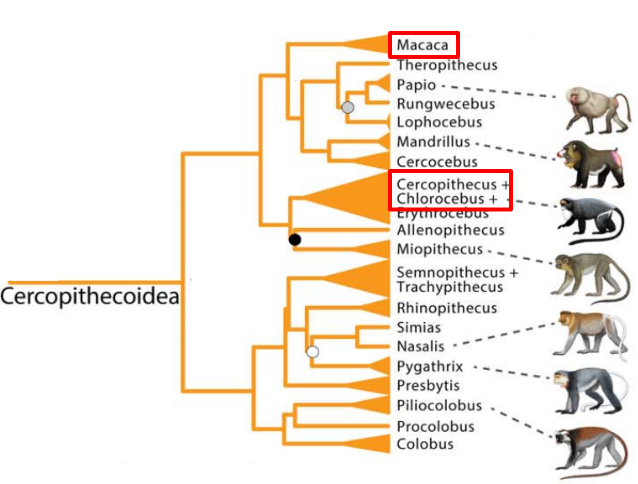 Macaca
Theropithecus
Papio
Rungwecebus
Lophocebus
Mandrillus
Cercocebus
Cercopithecus +
Chlorocebus +
Erythrocebus
Allenopithecus
Miopithecus
Cercopithecoidea
Semnopithecus +
Trachypithecus
Rhinopithecus
Simias
Nasalis
Pygathrix
Presbytis
Piliocolobus
Procolobus
Colobus